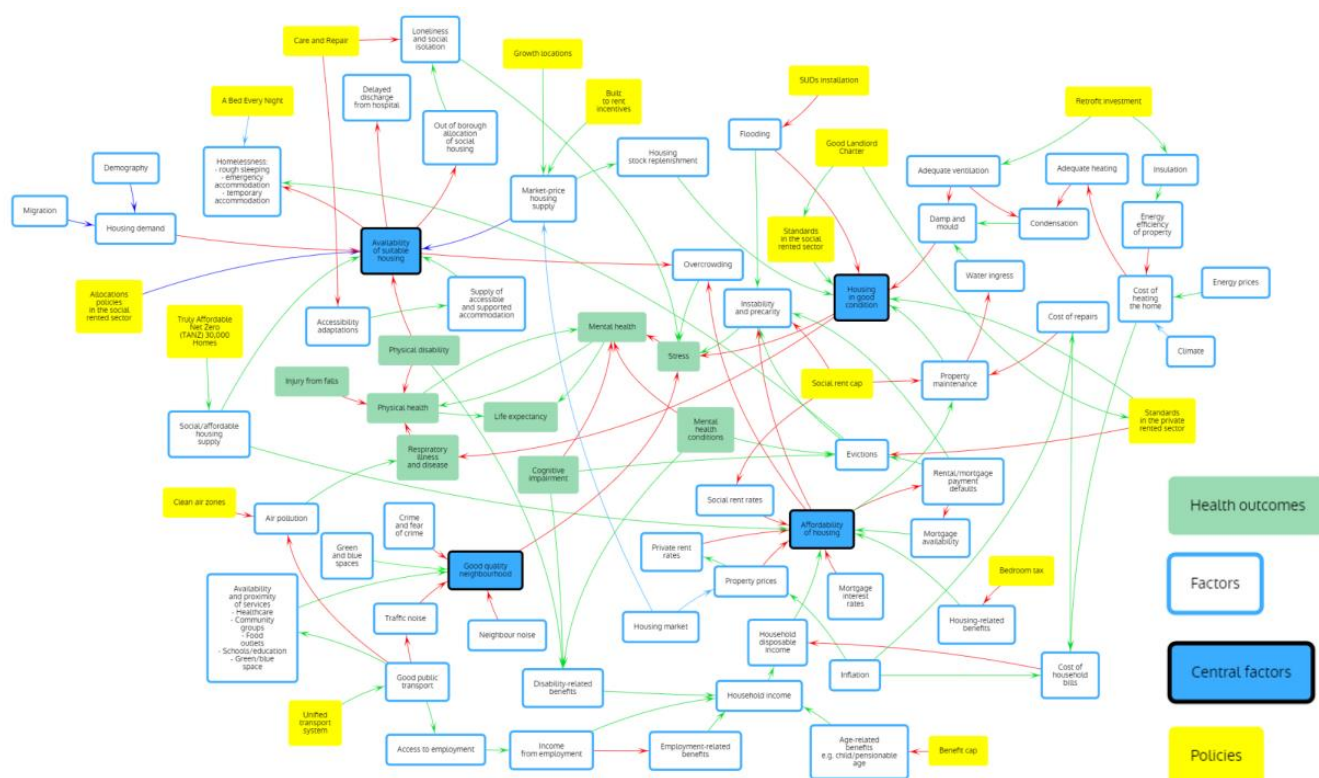 Care and Repair
Loneliness
and social
isolation
Growth locations
SUDs installation
Delayed
discharge
from hospital
A Bed Every Night
Built
to rent
incentives
Retrofit investment
Out of borough
allocation
of social
housing
Flooding
Good Landlord
Charter
Housing
stock replenishment
Homelessness:
- rough sleeping
- emergency
accommodation
- temporary
accommodation
Demography
Adequate ventilation
Adequate heating
Insulation
Market-price
housing
supply
Migration
Housing demand
Damp and
mould
Condensation
Energy
efficiency
of property
Standards
in the social
rented sector
Availability
of suitable
housing
Overcrowding
Water ingress
Allocations
policies
in the social
rented sector
Supply of
accessible
and supported
accommodation
Instability
and precarity
Housing
in good
condition
Cost of
heating
the home
Energy prices
Truly Affordable
Net Zero
(TANZ) 30,000
Homes
Accessibility
adaptations
Mental health
Cost of repairs
Physical disability
Stress
Climate
Injury from falls
Social rent cap
Property
maintenance
Physical health
Life expectancy
Social/affordable
housing
supply
Mental
health
conditions
Standards
in the private
rented sector
Respiratory
illness
and disease
Evictions
Cognitive
impairment
Rental/mortgage
payment
defaults
Health outcomes
Clean air zones
Air pollution
Crime
and fear
of crime
Social rent rates
Affordability
of housing
Mortgage
availability
Green
and blue
spaces
Good quality
neighbourhood
Private rent
rates
Property prices
Bedroom tax
Factors
Availability
and proximity
of services
- Healthcare
- Community
groups
- Food
outlets
- Schools/education
- Green/blue
space
Mortgage
interest
rates
Traffic noise
Neighbour noise
Housing market
Household
disposable
income
Housing-related
benefits
Good public
transport
Disability-related
benefits
Household income
Inflation
Cost of
household
bills
Central factors
Unified
transport
system
Access to employment
Income
from employment
Employment-related
benefits
Age-related
benefits
e.g. child/pensionable
age
Benefit cap
Policies